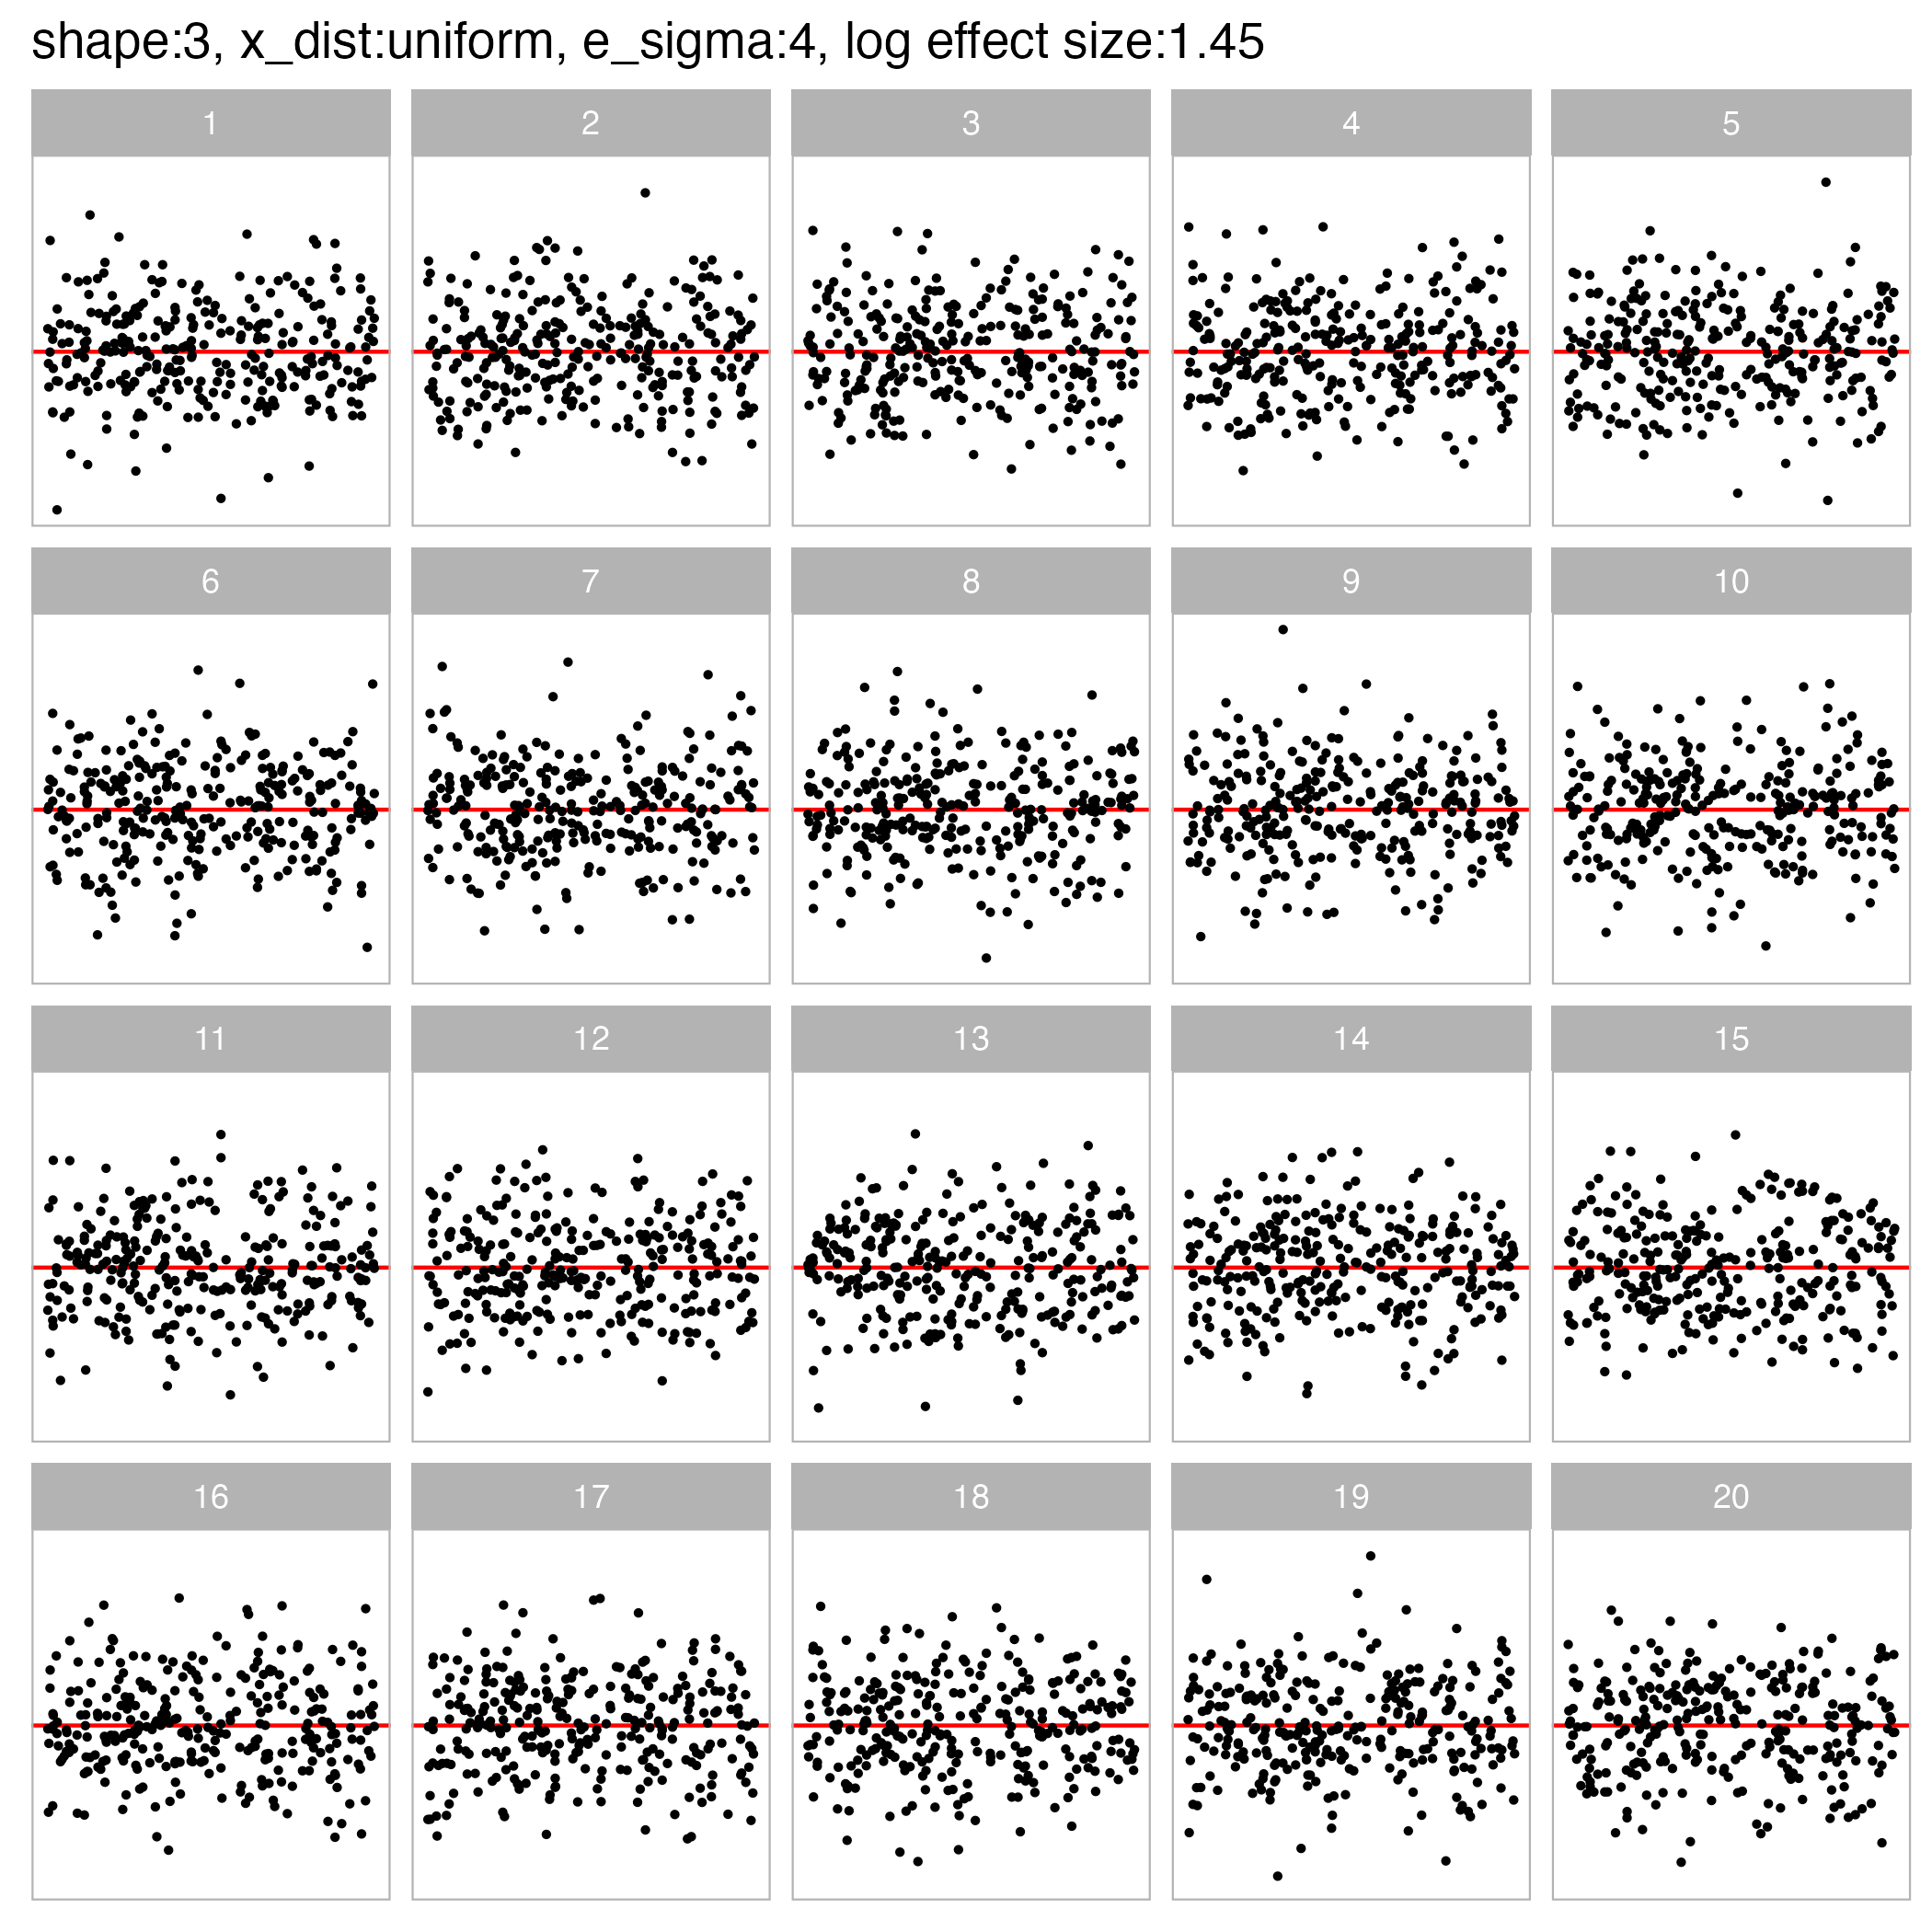 shape:3, x_dist:uniform, e_sigma:4, log effect size:1.45
1 2 3 4 5
6 7 8 9 10
11 12 13 14 15
16 17 18 19 20